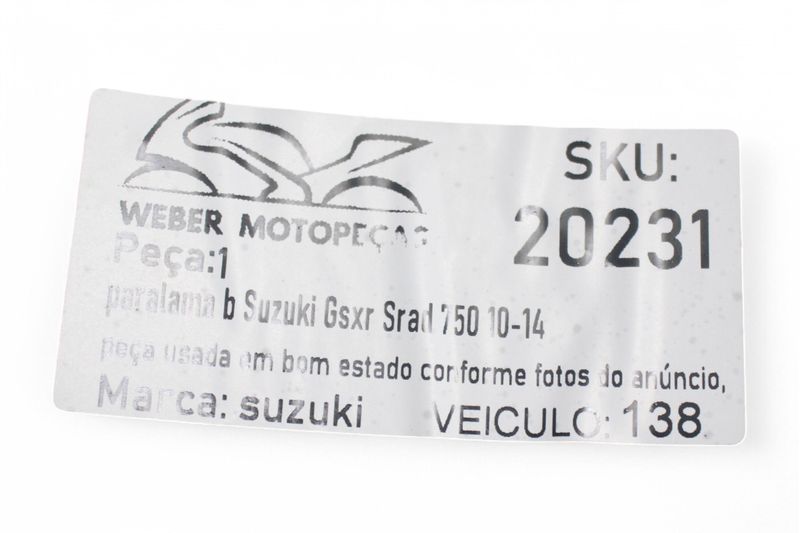 WEBER MOTOPEÇAS
SKU:
20231
Peça:1
paralama b Suzuki Gsxr Srad 750 10-14
peça usada em bom estado conforme fotos do anúncio,
Marca: suzuki
VEICULO: 138